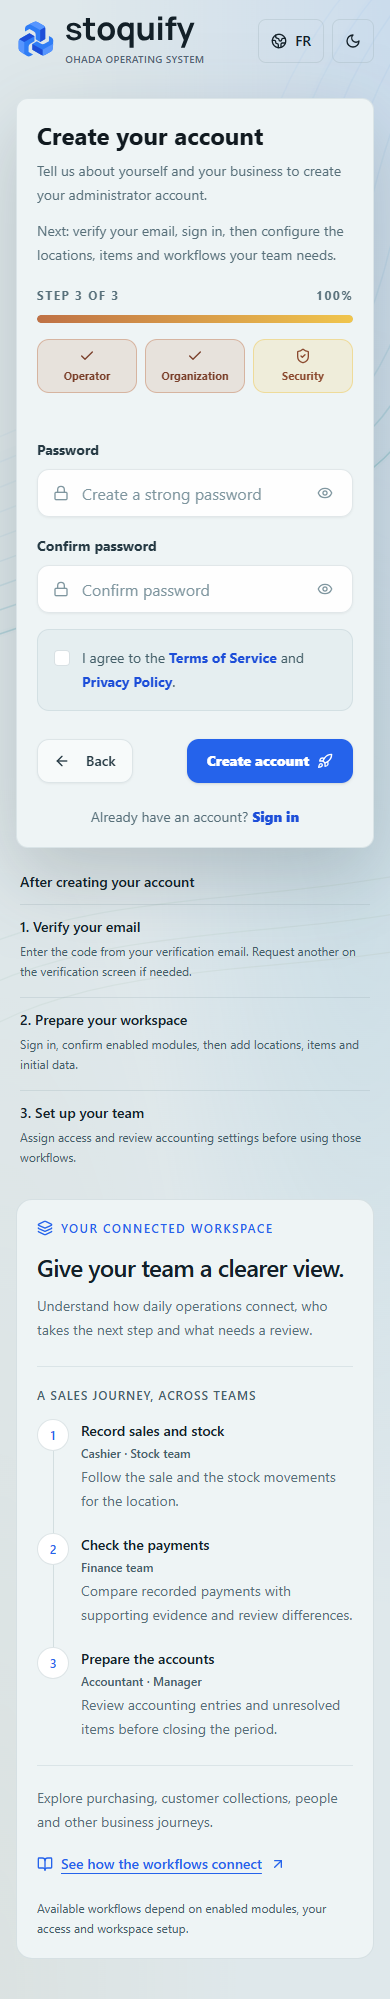 stoquify
OHADA OPERATING SYSTEM
FR
Create your account
Tell us about yourself and your business to create
your administrator account.
Next: verify your email, sign in, then configure the
locations, items and workflows your team needs.
STEP 3 OF 3
100%
Operator
Organization
Security
Password
Create a strong password
Confirm password
Confirm password
I agree to the Terms of Service and
Privacy Policy.
Back
Create account
Already have an account? Sign in
After creating your account
1. Verify your email
Enter the code from your verification email. Request another on
the verification screen if needed.
2. Prepare your workspace
Sign in, confirm enabled modules, then add locations, items and
initial data.
3. Set up your team
Assign access and review accounting settings before using those
workflows.
YOUR CONNECTED WORKSPACE
Give your team a clearer view.
Understand how daily operations connect, who
takes the next step and what needs a review.
A SALES JOURNEY, ACROSS TEAMS
1
Record sales and stock
Cashier · Stock team
Follow the sale and the stock movements
for the location.
2
Check the payments
Finance team
Compare recorded payments with
supporting evidence and review differences.
3
Prepare the accounts
Accountant · Manager
Review accounting entries and unresolved
items before closing the period.
Explore purchasing, customer collections, people
and other business journeys.
See how the workflows connect
Available workflows depend on enabled modules, your
access and workspace setup.